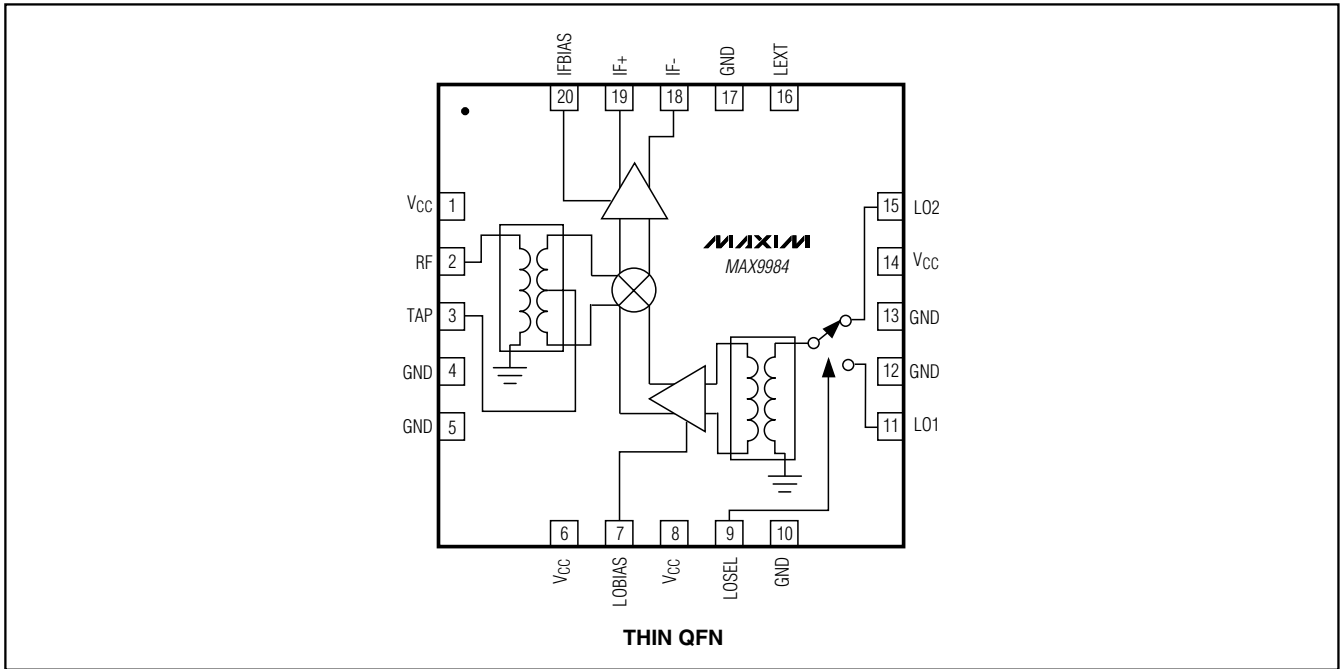 IFBIAS
IF+
IF-
GND
LEXT
20
19
18
17
16
VCC 1
RF 2
TAP 3
GND 4
GND 5
MAXIM
MAX9984
15 LO2
14 VCC
13 GND
12 GND
11 LO1
6
7
8
9
10
VCC
LOBIAS
VCC
LOSEL
GND
THIN QFN